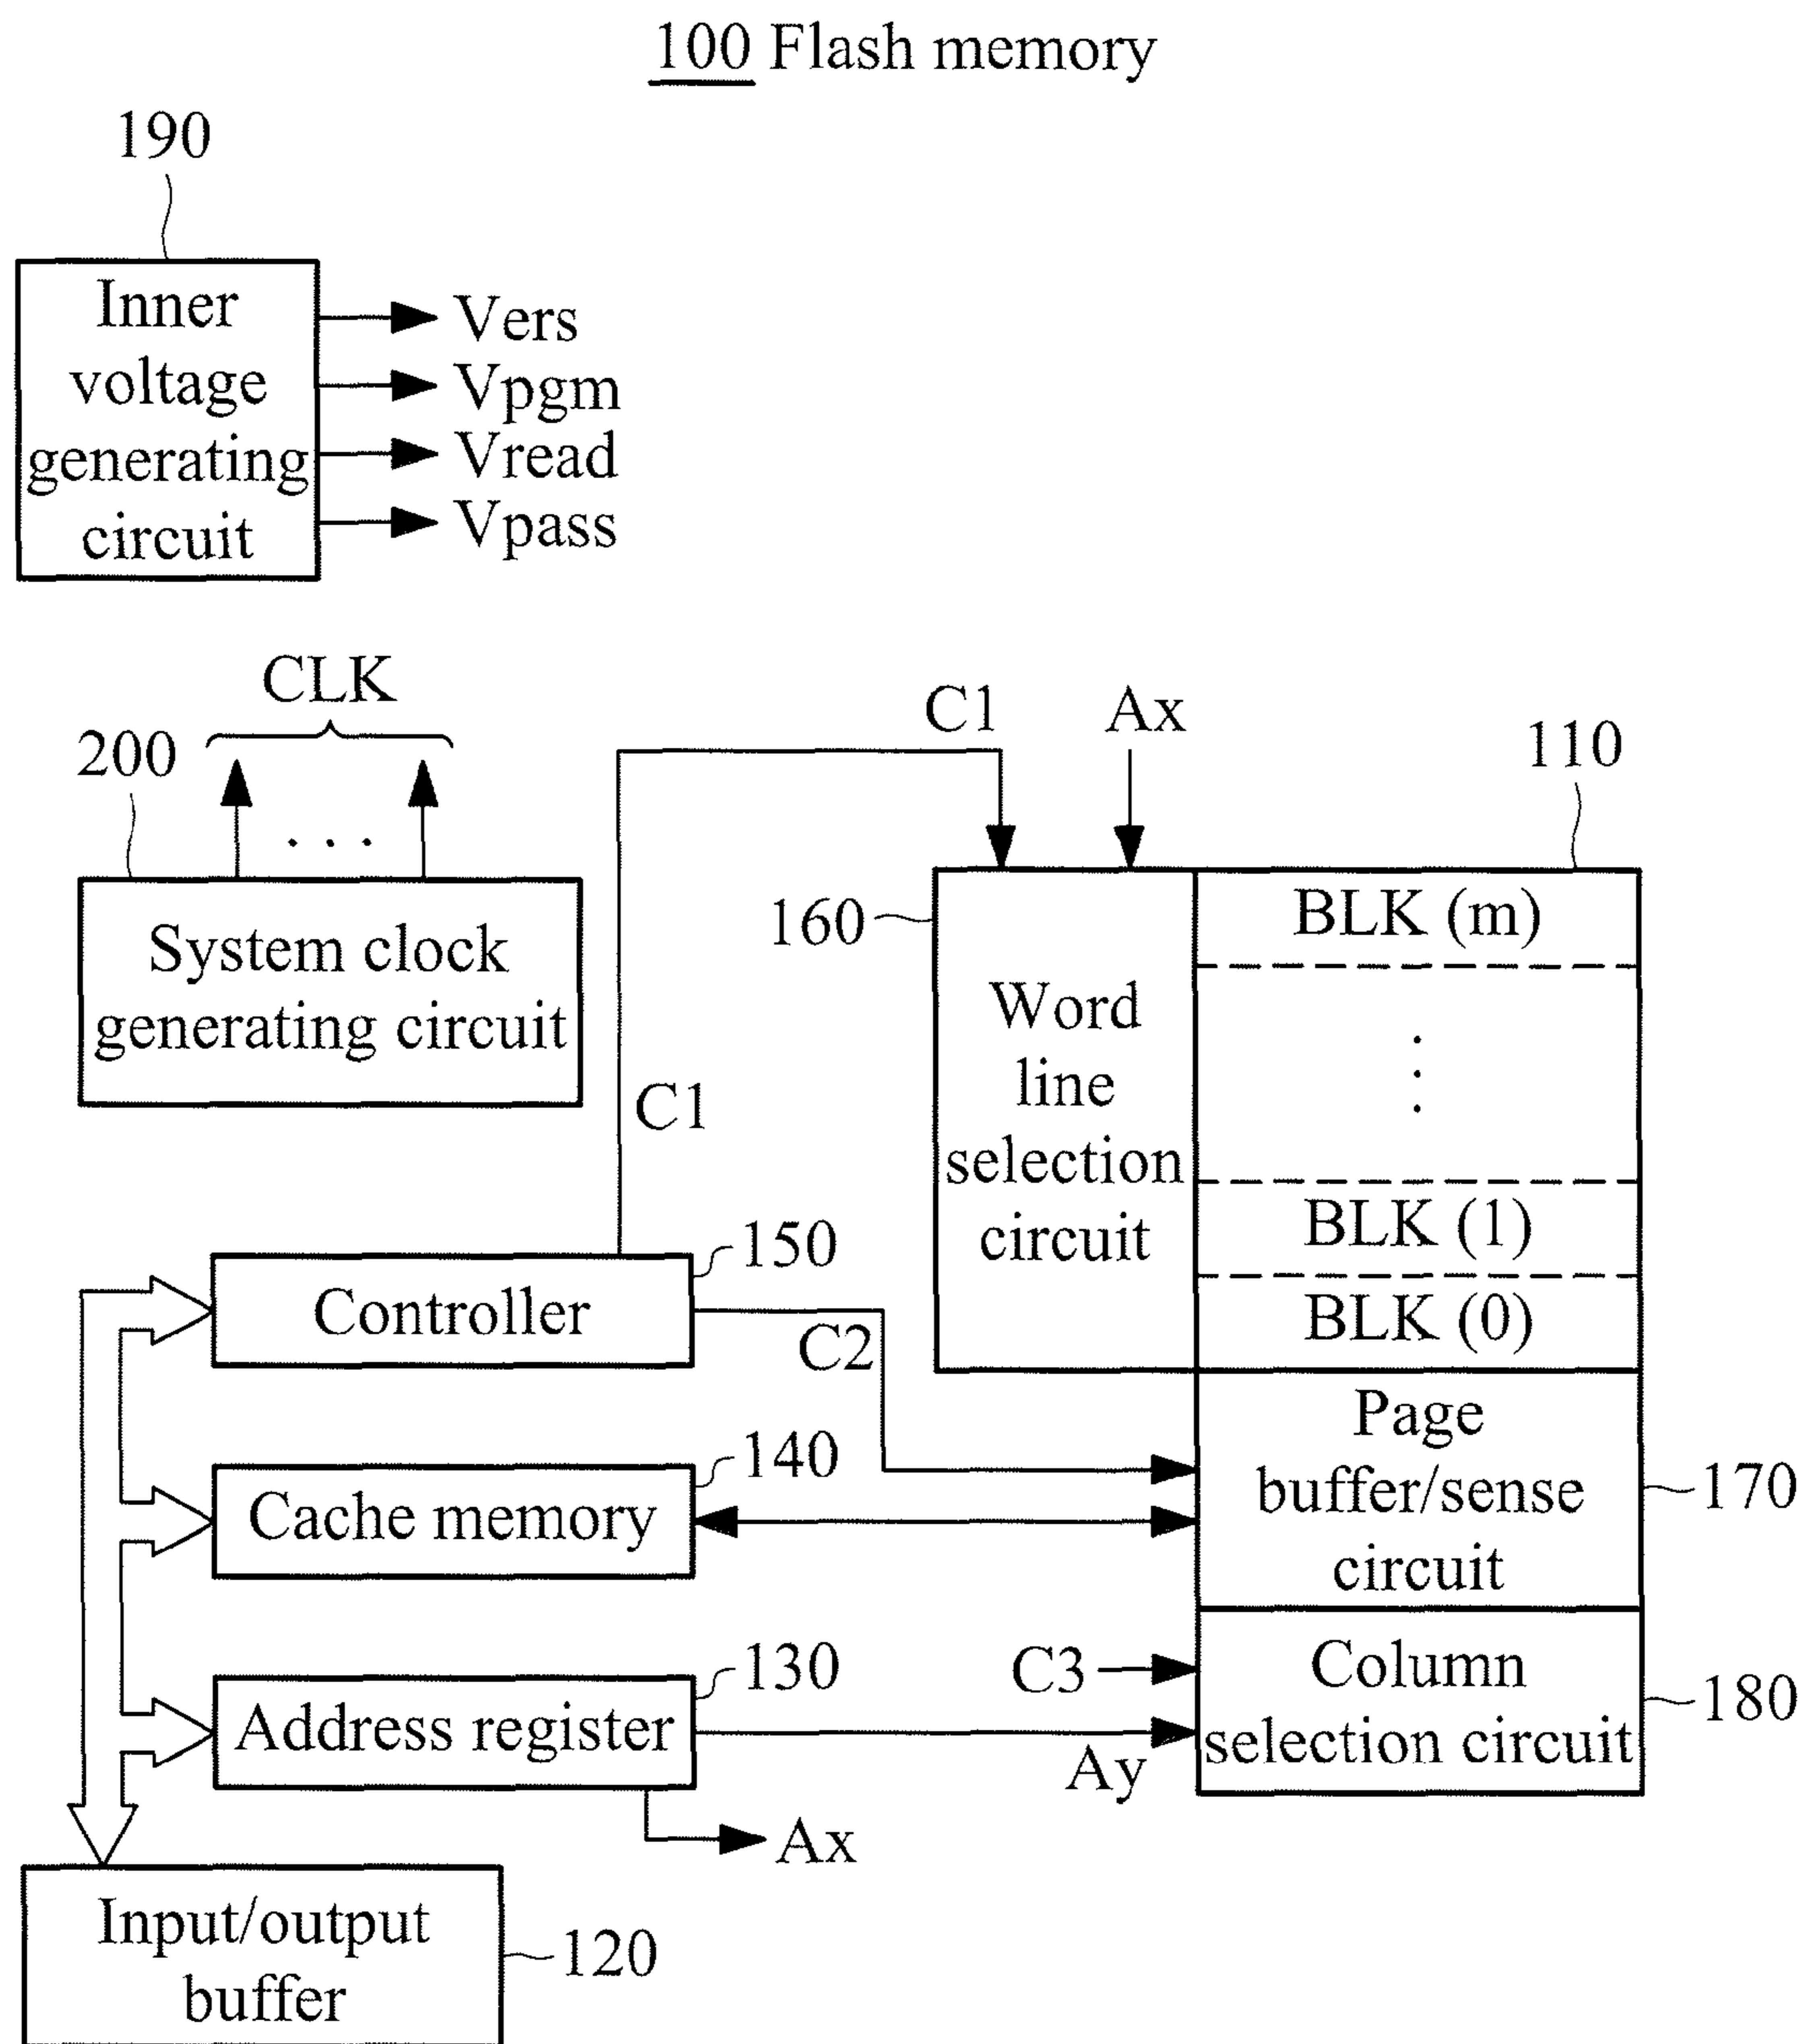 100 Flash memory
190
Inner
voltage
generating
circuit
Vers
Vpgm
Vread
Vpass
CLK
200
. . .
System clock
generating circuit
C1
Ax
110
160
Word
line
selection
circuit
BLK (m)
BLK (1)
BLK (0)
C1
150
Controller
C2
140
Cache memory
Page
buffer/sense
circuit
170
130
Address register
C3
Ay
Column
selection circuit
180
Ax
Input/output
buffer
120